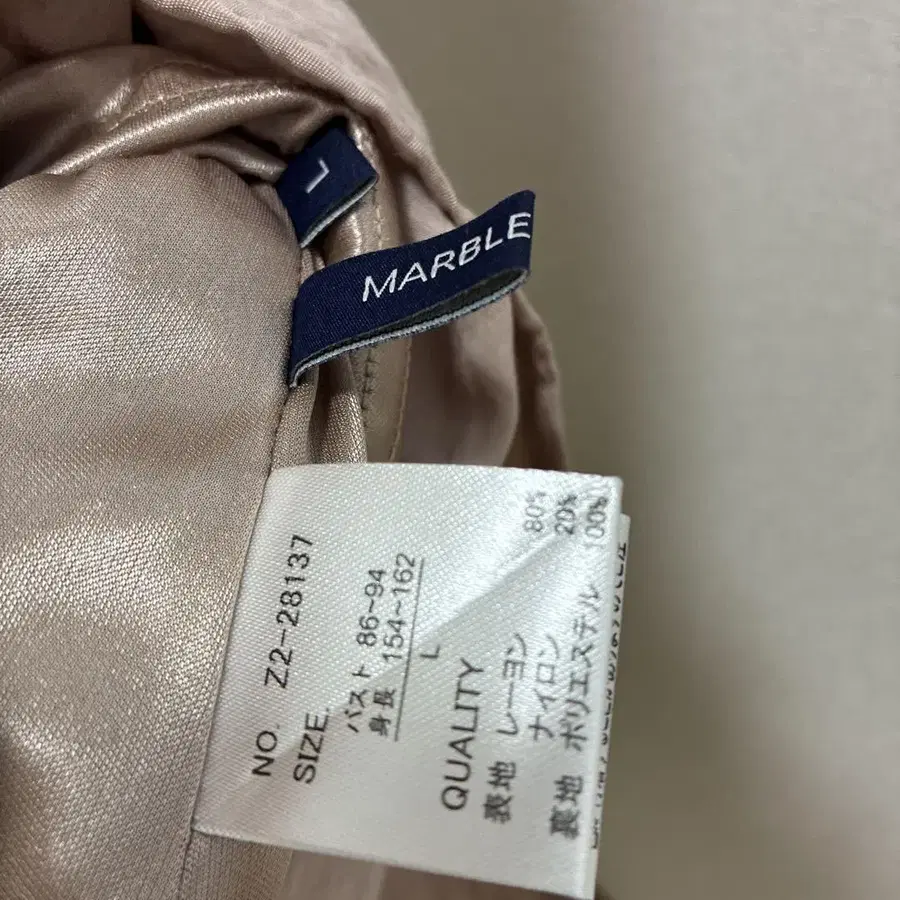 L
MARBLE
NO. Z2-28137
SIZE.
バスト 86-94
身長 154~162
L
QUALITY
表地 レーヨン 80%
ナイロン 20%
裏地 ポリエステル 100%